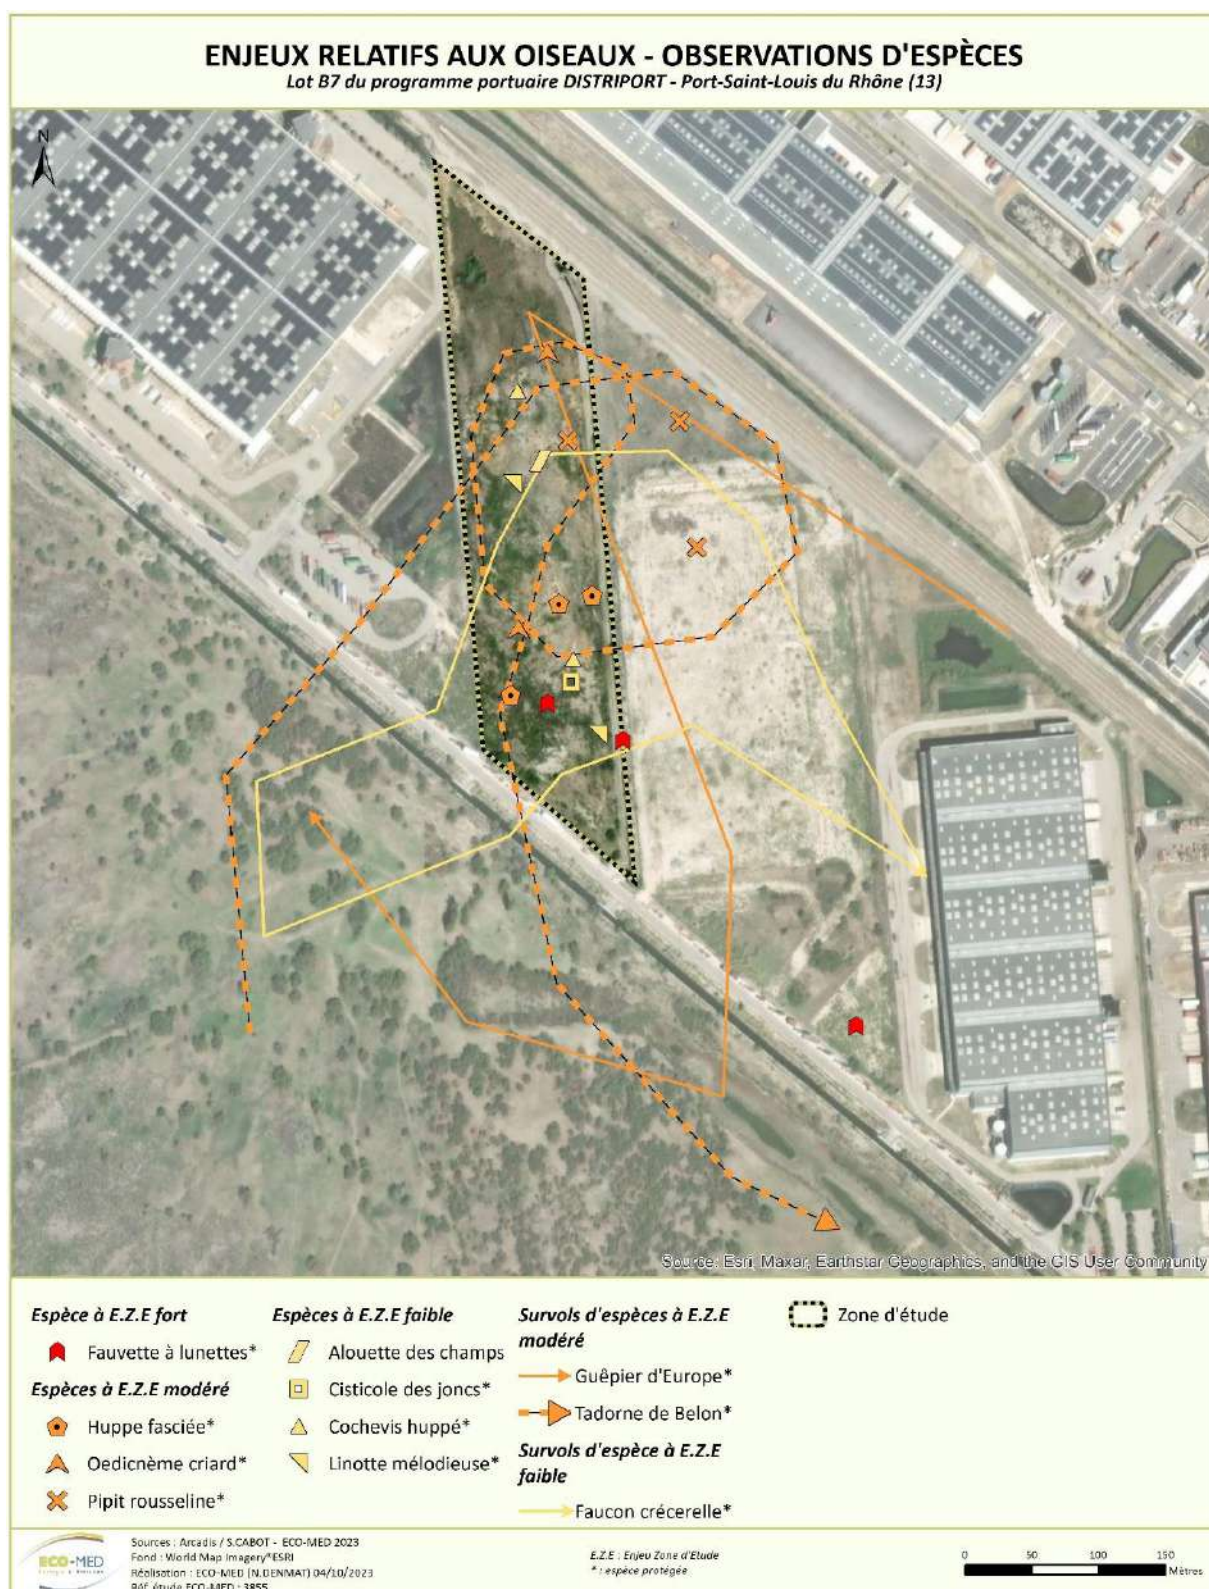 ENJEUX RELATIFS AUX OISEAUX - OBSERVATIONS D'ESPÈCES
Lot B7 du programme portuaire DISTRIPORT - Port-Saint-Louis du Rhône (13)
N
Source: Esri, Maxar, Earthstar Geographics, and the GIS User Community
Espèce à E.Z.E fort
Fauvette à lunettes*
Espèces à E.Z.E modéré
Huppe fasciée*
Oedicnème criard*
Pipit rousseline*
Espèces à E.Z.E faible
Alouette des champs
Cisticole des joncs*
Cochevis huppé*
Linotte mélodieuse*
Survols d'espèces à E.Z.E
modéré
Guêpier d'Europe*
Tadorne de Belon*
Survols d'espèce à E.Z.E
faible
Faucon crécerelle*
Zone d'étude
ECO-MED
Sources : Arcadis / S.CABOT - ECO-MED 2023
Fond : World Map Imagery®ESRI
Réalisation : ECO-MED (N.DENMAT) 04/10/2023
Réf. étude ECO-MED : 3855
E.Z.E : Enjeu Zone d'Etude
* : espèce protégée
0 50 100 150
Mètres